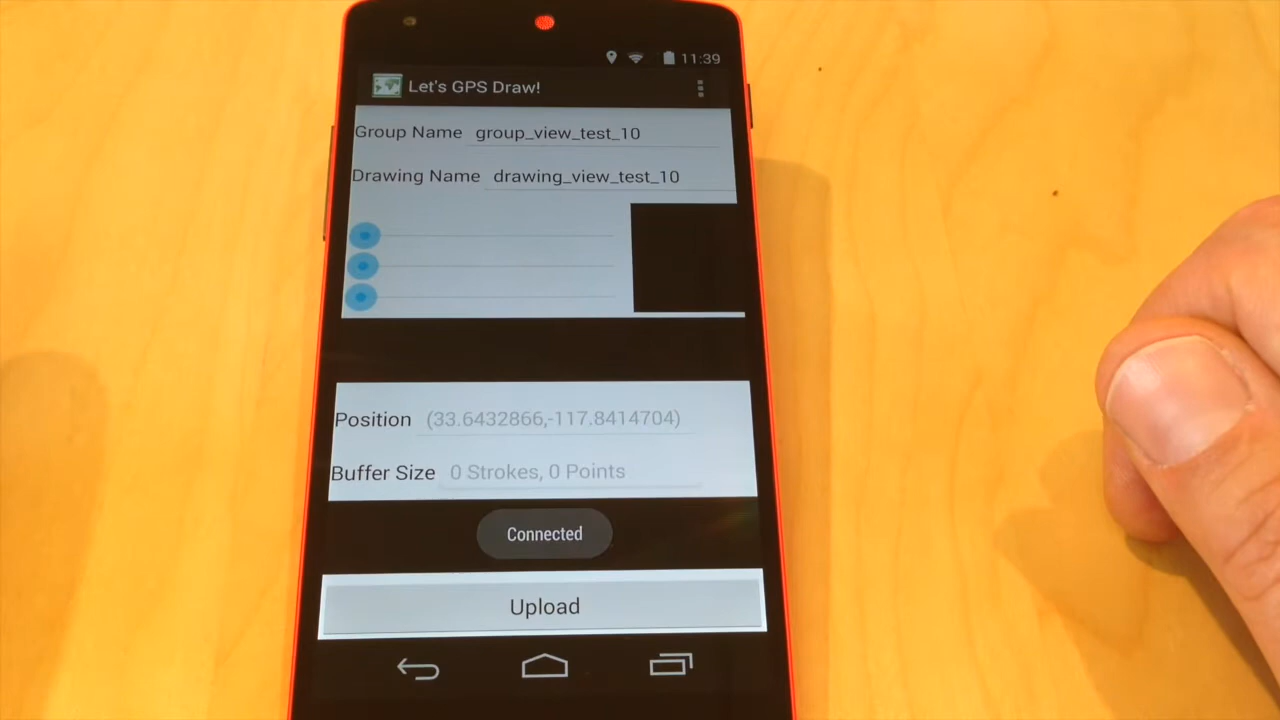 11:39
Let's GPS Draw!
Group Name group_view_test_10
Drawing Name drawing_view_test_10
Position (33.6432866,-117.8414704)
Buffer Size 0 Strokes, 0 Points
Connected
Upload